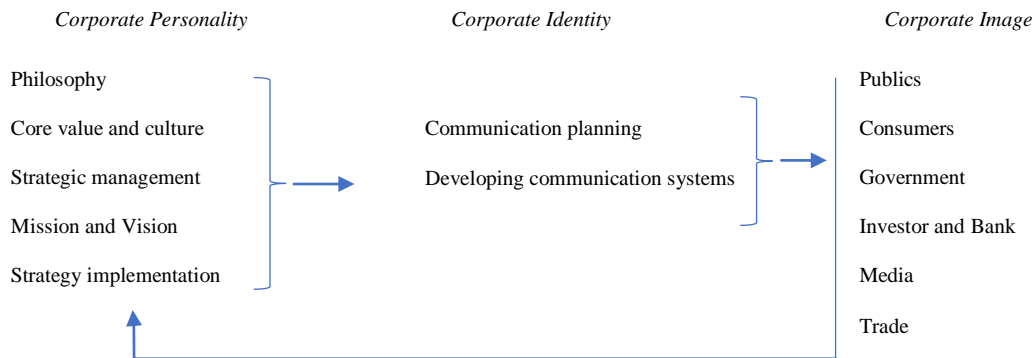 Corporate Personality
Corporate Identity
Corporate Image
Philosophy
Core value and culture
Strategic management
Mission and Vision
Strategy implementation
Communication planning
Developing communication systems
Publics
Consumers
Government
Investor and Bank
Media
Trade